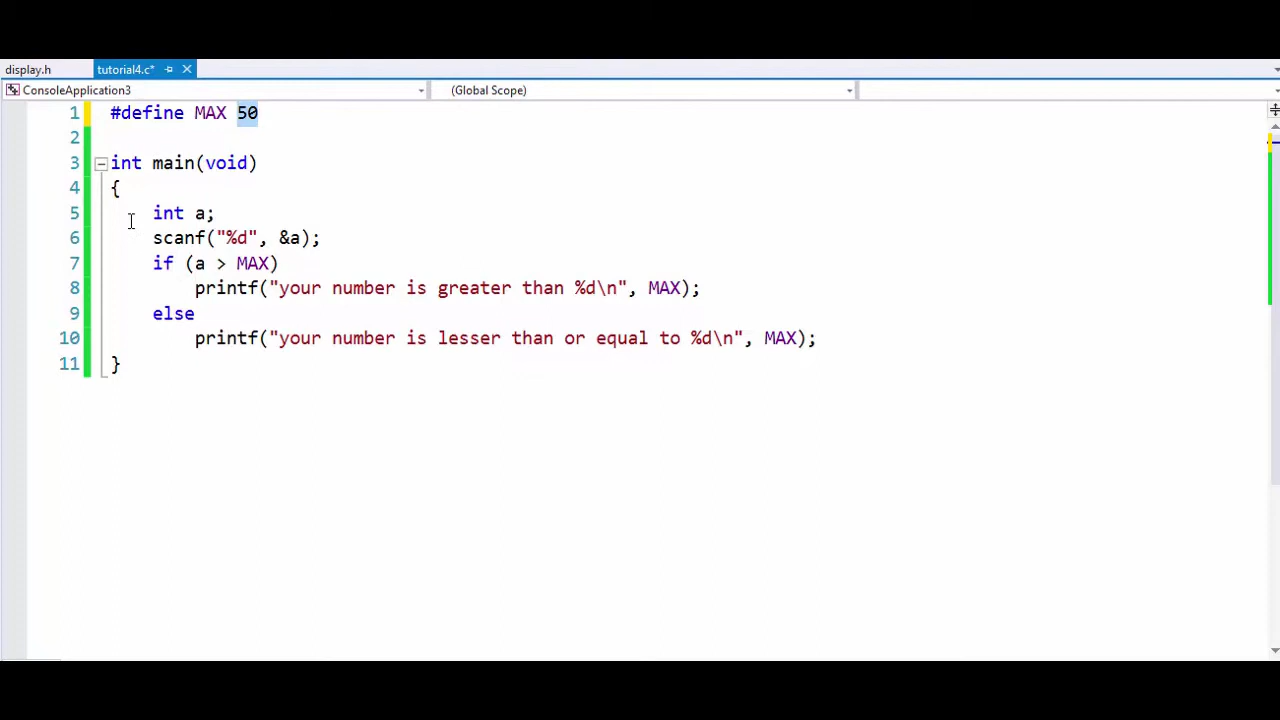 display.h tutorial4.c*
ConsoleApplication3 (Global Scope)
1 #define MAX 50
2
3 int main(void)
4 {
5 int a;
6 scanf("%d", &a);
7 if (a > MAX)
8 printf("your number is greater than %d\n", MAX);
9 else
10 printf("your number is lesser than or equal to %d\n", MAX);
11 }